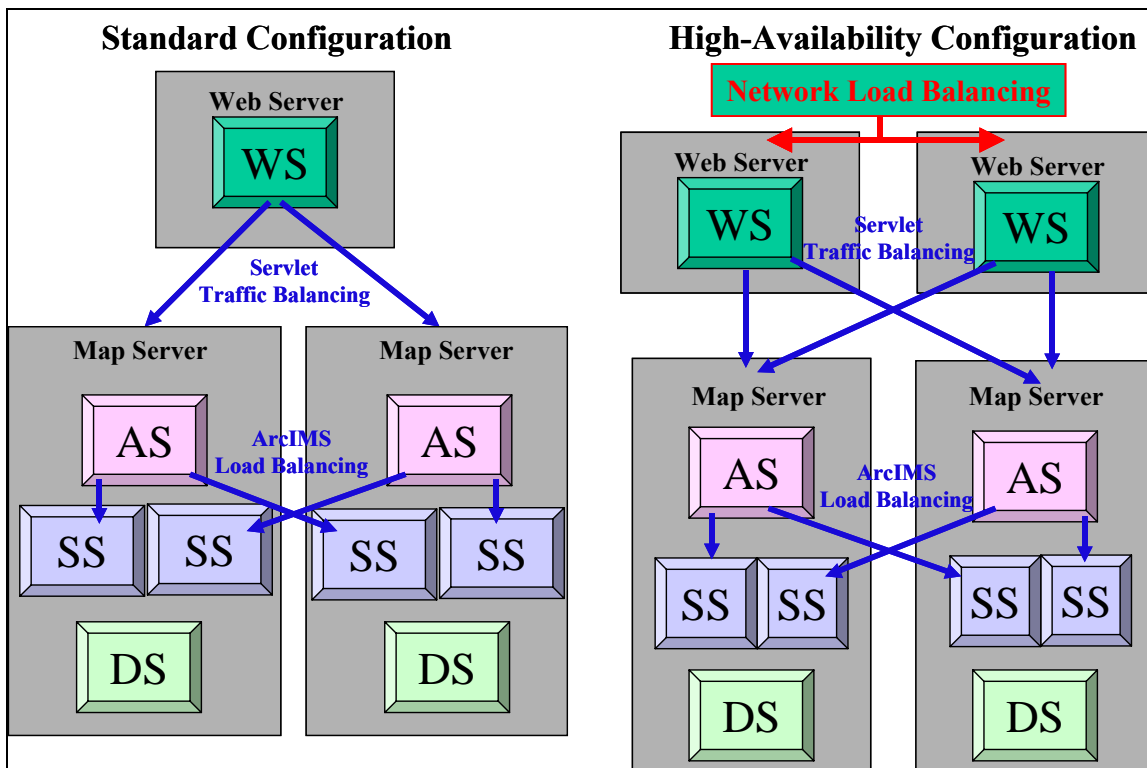 Standard Configuration
Web Server
WS
Servlet
Traffic Balancing
Map Server
Map Server
AS
AS
ArcIMS
Load Balancing
SS
SS
SS
SS
DS
DS
High-Availability Configuration
Network Load Balancing
Web Server
Web Server
WS
WS
Servlet
Traffic Balancing
Map Server
Map Server
AS
AS
ArcIMS
Load Balancing
SS
SS
SS
SS
DS
DS